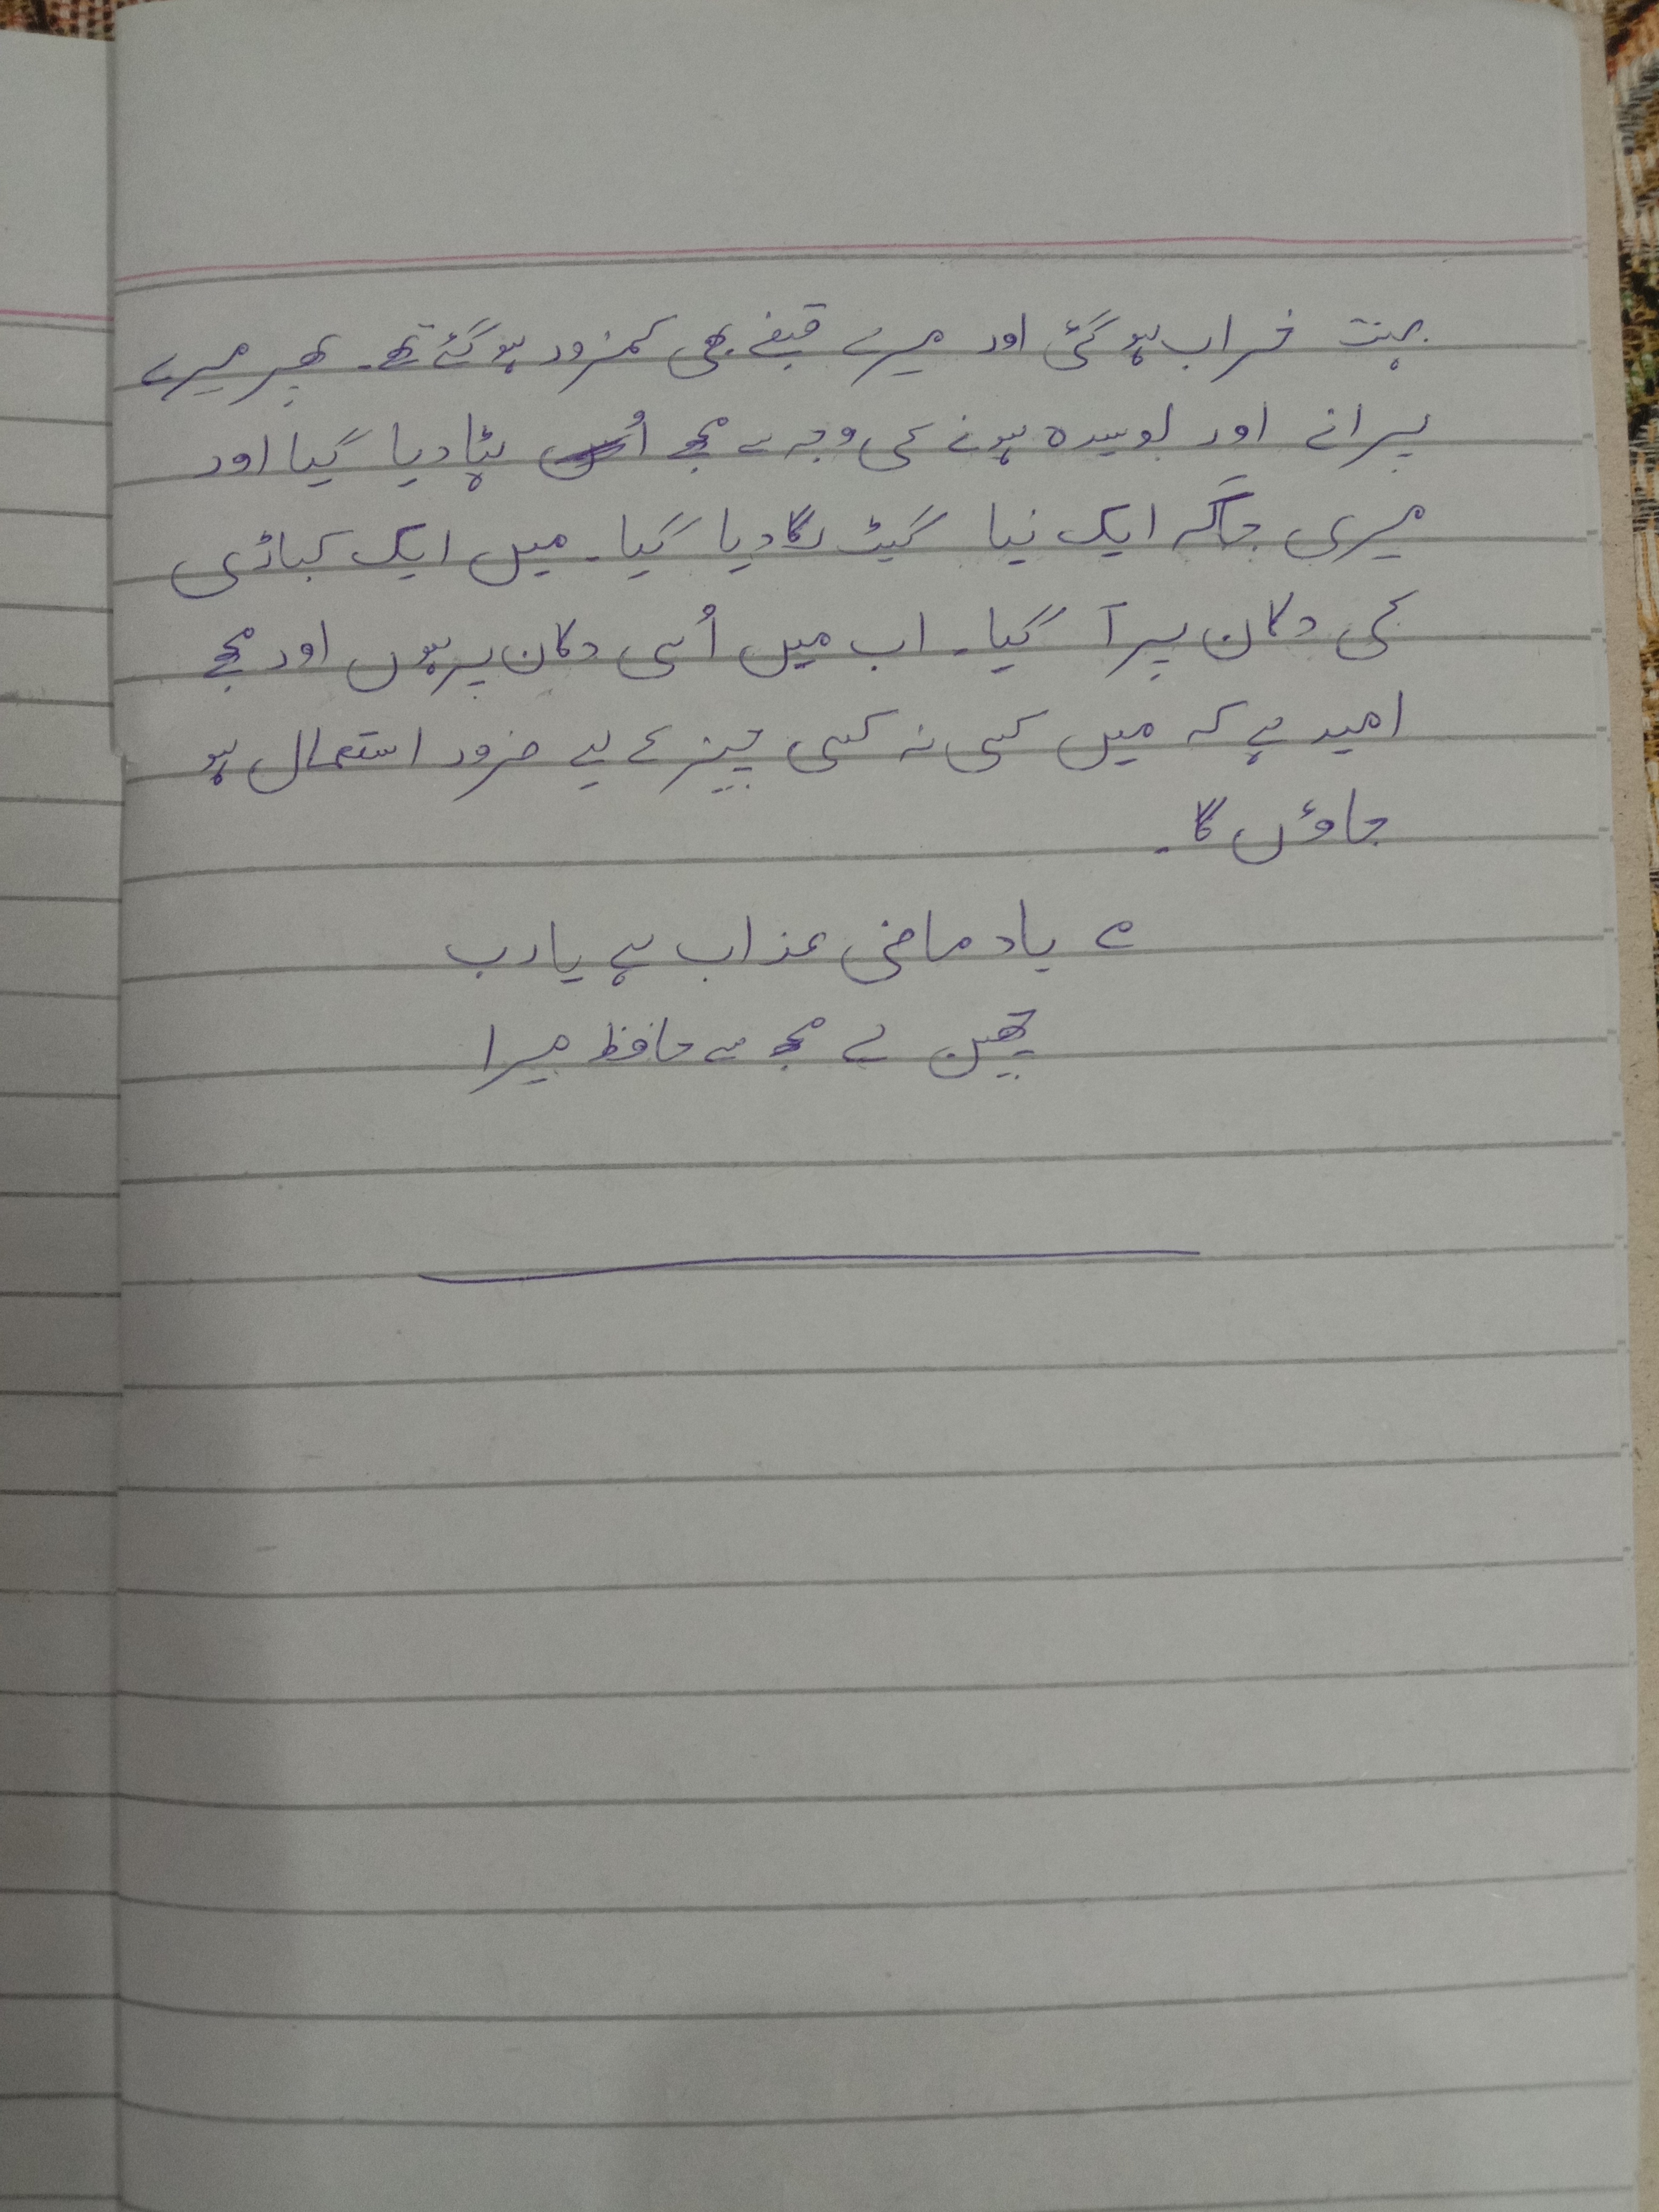 بہت خراب ہو گئی اور میرے قبضے بھی کمزور ہو گئے تھے۔ پھر میرے
پرانے اور بوسیدہ ہونے کی وجہ سے مجھے ہٹا دیا گیا اور
میری جگہ ایک نیا گیٹ لگا دیا گیا۔ میں ایک کباڑی
کی دکان پر آ گیا۔ اب میں اُسی دکان پر ہوں اور مجھے
امید ہے کہ میں کسی نہ کسی چیز کے لیے ضرور استعمال ہو
جاؤں گا۔
؎ یاد ماضی عذاب ہے یارب
چھین لے مجھ سے حافظہ میرا